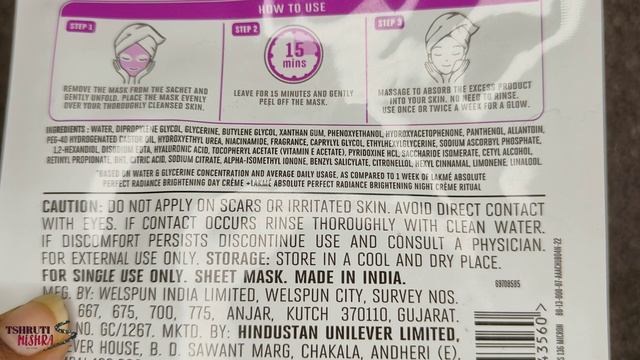 HOW TO USE
STEP 1
REMOVE THE MASK FROM THE SACHET AND
GENTLY UNFOLD. PLACE THE MASK EVENLY
OVER YOUR THOROUGHLY CLEANSED SKIN.
STEP 2
15
mins
LEAVE FOR 15 MINUTES AND GENTLY
PEEL OFF THE MASK.
STEP 3
MASSAGE TO ABSORB THE EXCESS PRODUCT
INTO YOUR SKIN. NO NEED TO RINSE.
USE ONCE OR TWICE A WEEK FOR A GLOW.
INGREDIENTS: WATER, DIPROPYLENE GLYCOL, GLYCERINE, BUTYLENE GLYCOL, XANTHAN GUM, PHENOXYETHANOL, HYDROXYACETOPHENONE, PANTHENOL, ALLANTOIN,
PEG-40 HYDROGENATED CASTOR OIL, HYDROXYETHYL UREA, NIACINAMIDE, FRAGRANCE, CAPRYLYL GLYCOL, ETHYLHEXYLGLYCERINE, SODIUM ASCORBYL PHOSPHATE,
1,2-HEXANDIOL, DISODIUM EDTA, HYALURONIC ACID, TOCOPHERYL ACETATE (VITAMIN E ACETATE), PYRIDOXINE HCL, SACCHARIDE ISOMERATE, CETYL ALCOHOL,
RETINYL PROPIONATE, BHT, CITRIC ACID, SODIUM CITRATE, ALPHA-ISOMETHYL IONONE, BENZYL SALICYLATE, CITRONELLOL, HEXYL CINNAMAL, LIMONENE, LINALOOL.
*BASED ON WATER & GLYCERINE CONCENTRATION AND AVERAGE DAILY USAGE, AS COMPARED TO 1 WEEK OF LAKMÉ ABSOLUTE
PERFECT RADIANCE BRIGHTENING DAY CRÈME +LAKMÉ ABSOLUTE PERFECT RADIANCE BRIGHTENING NIGHT CRÈME RITUAL
CAUTION: DO NOT APPLY ON SCARS OR IRRITATED SKIN. AVOID DIRECT CONTACT
WITH EYES. IF CONTACT OCCURS RINSE THOROUGHLY WITH CLEAN WATER.
IF DISCOMFORT PERSISTS DISCONTINUE USE AND CONSULT A PHYSICIAN.
FOR EXTERNAL USE ONLY. STORAGE: STORE IN A COOL AND DRY PLACE.
FOR SINGLE USE ONLY. SHEET MASK. MADE IN INDIA.
69708585
MFG. BY: WELSPUN INDIA LIMITED, WELSPUN CITY, SURVEY NOS.
667, 675, 700, 775, ANJAR, KUTCH 370110, GUJARAT.
NO. GC/1267. MKTD. BY: HINDUSTAN UNILEVER LIMITED,
EVER HOUSE, B. D. SAWANT MARG, CHAKALA, ANDHERI (E),
3560
TSHRUTI
MISHRA